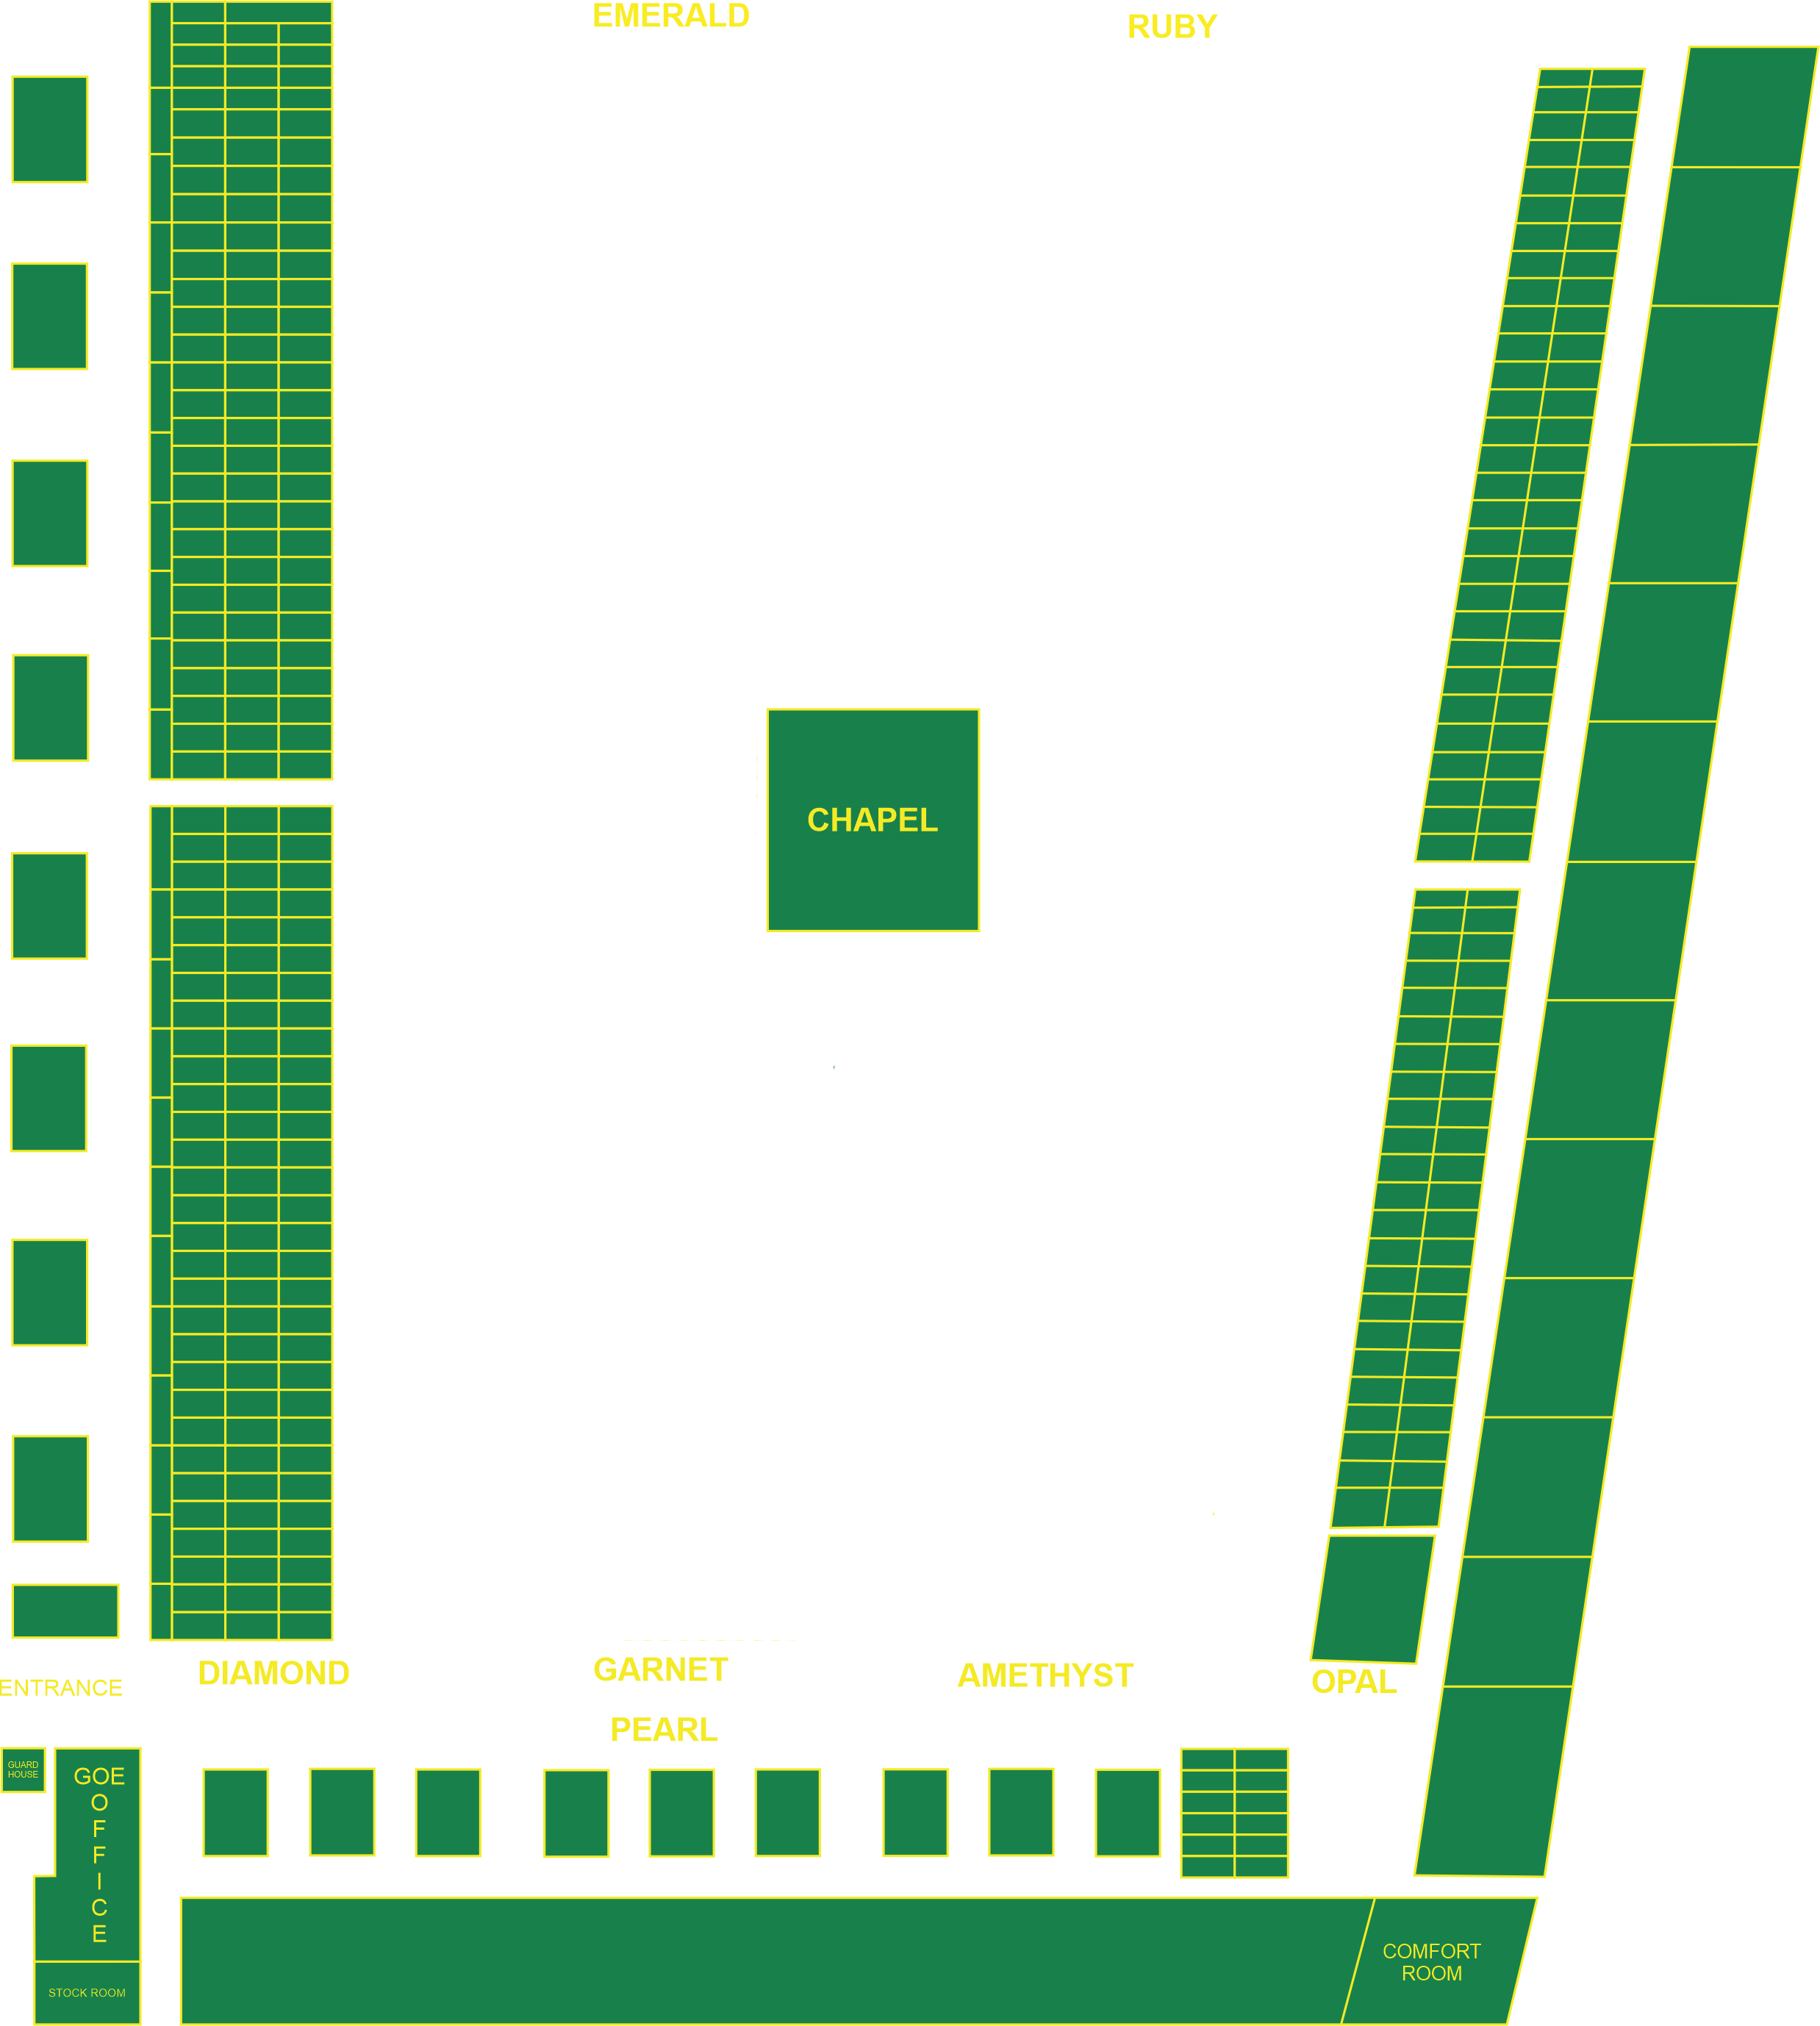 EMERALD
RUBY
CHAPEL
DIAMOND
GARNET
AMETHYST
OPAL
ENTRANCE
PEARL
GUARD
HOUSE
GOE
O
F
F
I
C
E
STOCK ROOM
COMFORT
ROOM